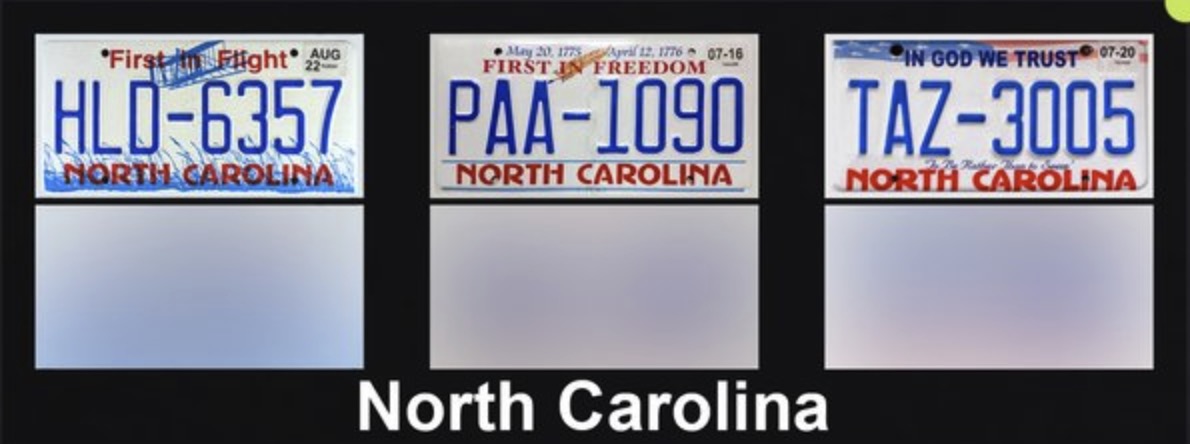 First in Flight
AUG
22
HLD-6357
NORTH CAROLINA
May 20, 1775 April 12, 1776
07-16
FIRST IN FREEDOM
PAA-1090
NORTH CAROLINA
IN GOD WE TRUST
07-20
TAZ-3005
"To Be Rather Than to Seem"
NORTH CAROLINA
North Carolina